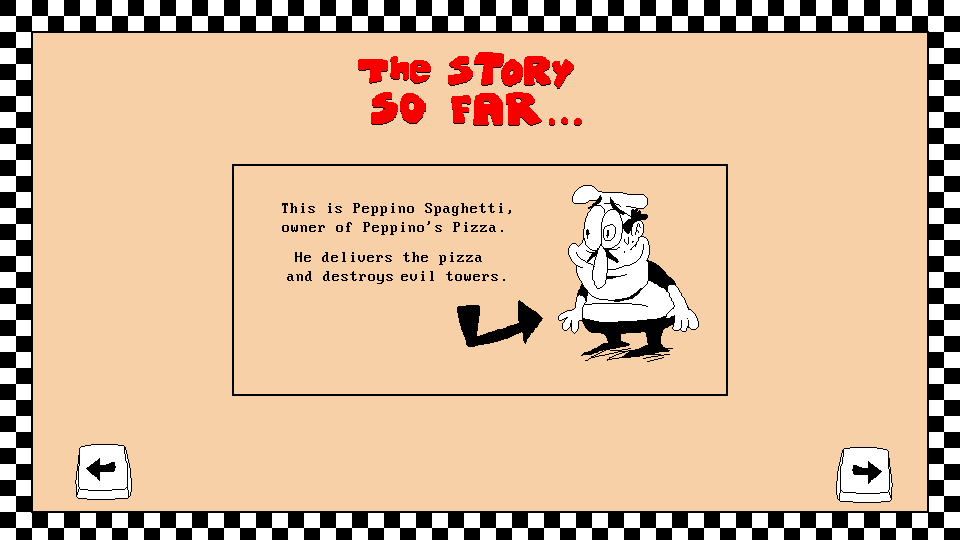 The STORY
SO FAR...
This is Peppino Spaghetti,
owner of Peppino's Pizza.
He delivers the pizza
and destroys evil towers.